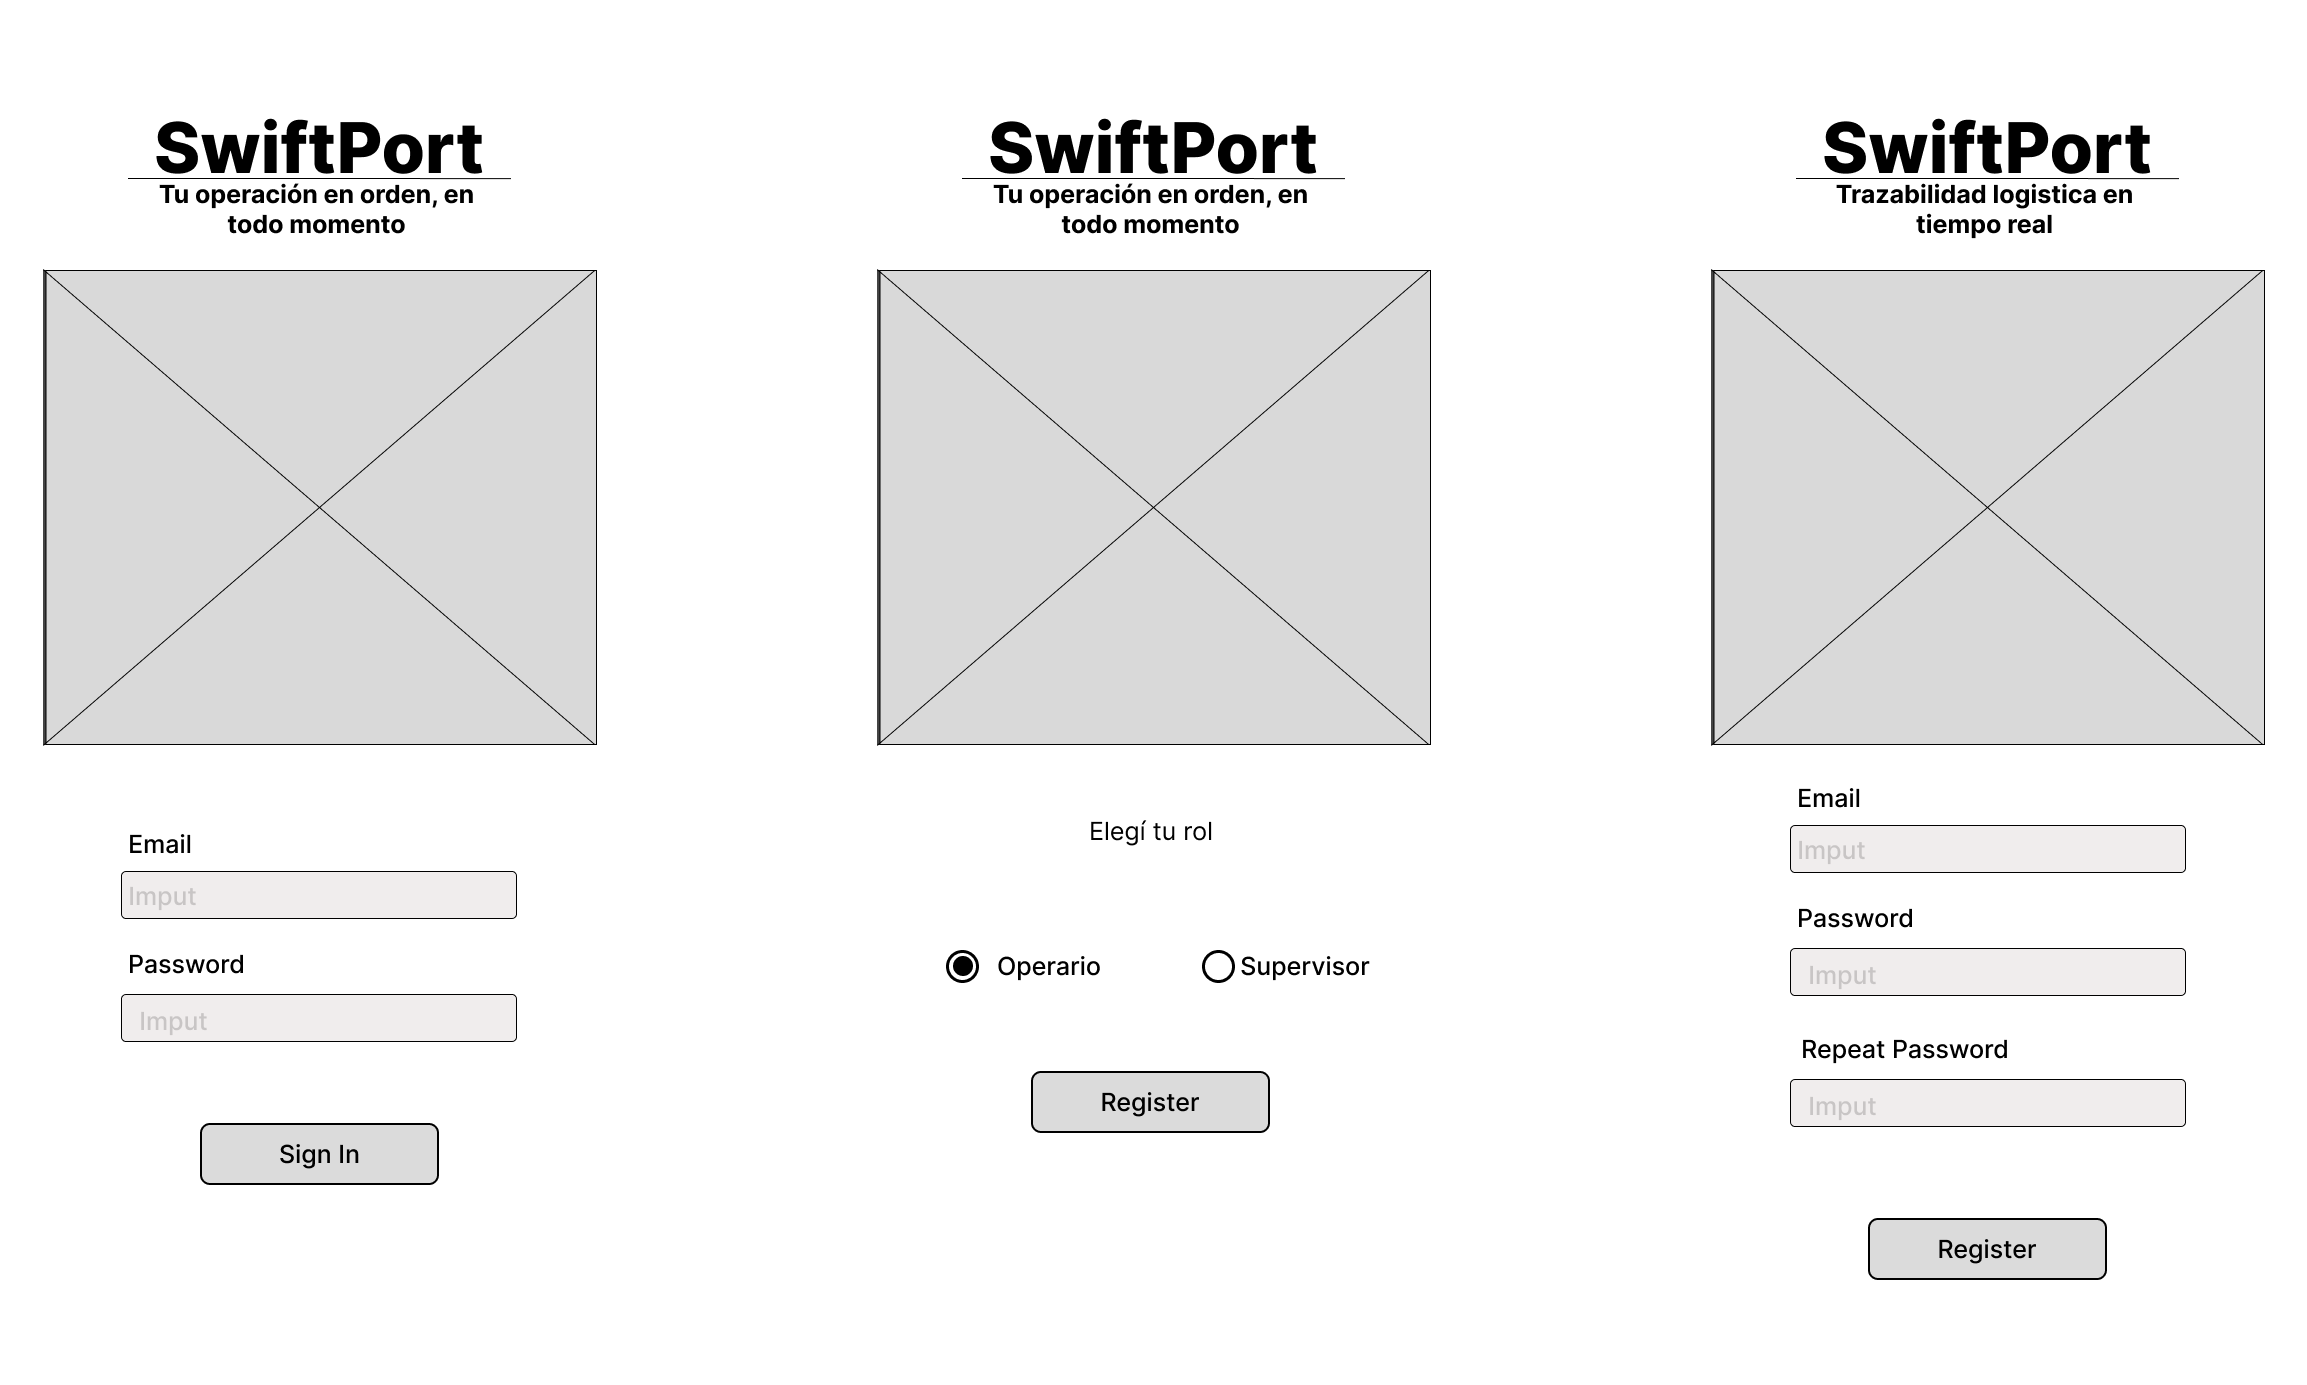 SwiftPort
Tu operación en orden, en
todo momento
Email
Imput
Password
Imput
Sign In
SwiftPort
Tu operación en orden, en
todo momento
Elegí tu rol
Operario
Supervisor
Register
SwiftPort
Trazabilidad logistica en
tiempo real
Email
Imput
Password
Imput
Repeat Password
Imput
Register